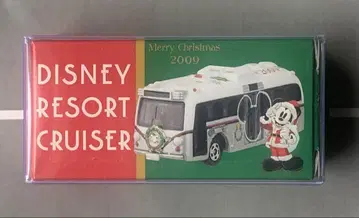 DISNEY
RESORT
CRUISER
Merry Christmas
2009